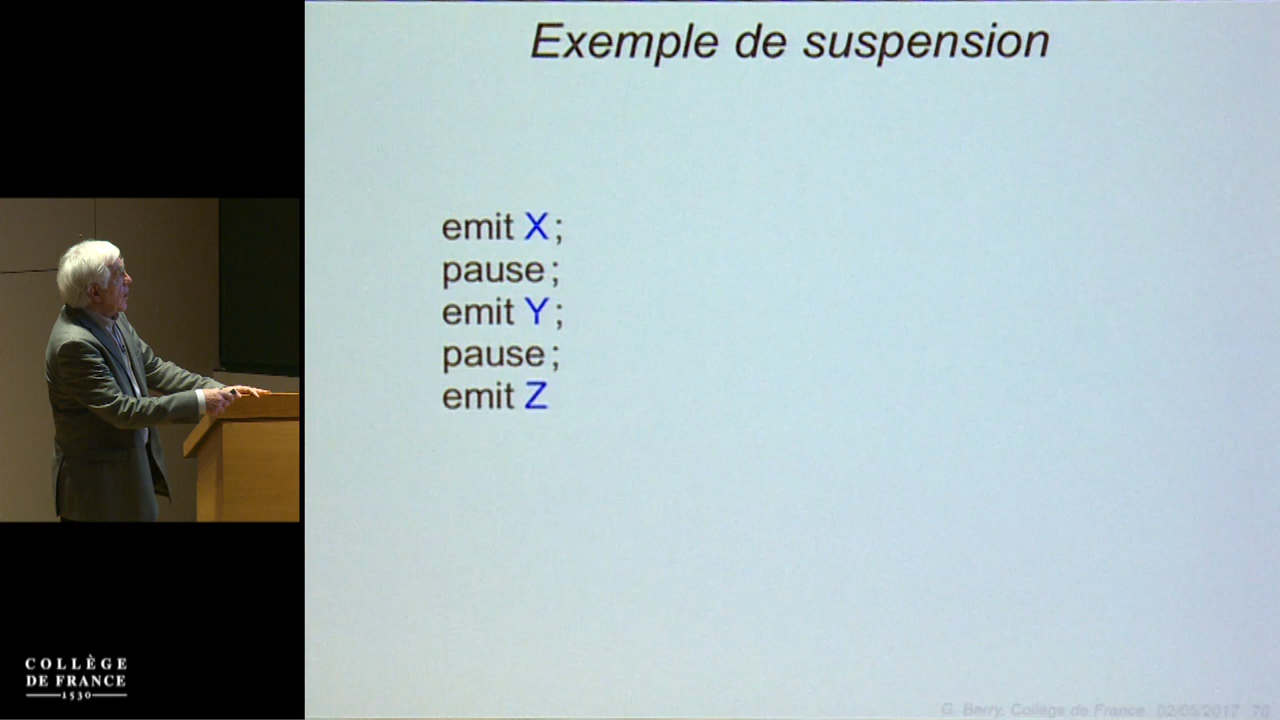 Exemple de suspension
emit X ;
pause ;
emit Y ;
pause ;
emit Z
COLLÈGE
DE FRANCE
1530
G. Berry, Collège de France 02/05/2017 70